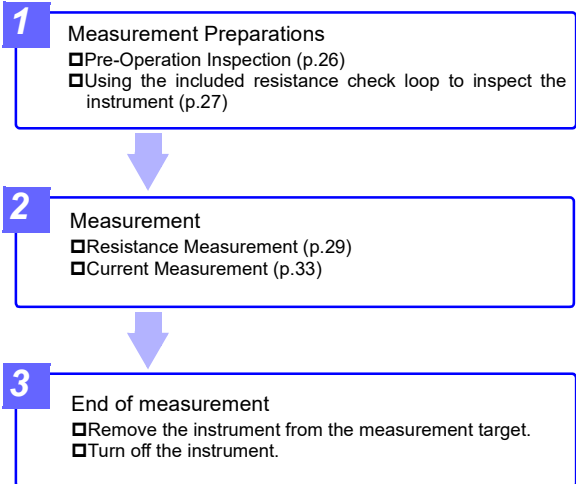 1
Measurement Preparations
❑Pre-Operation Inspection (p.26)
❑Using the included resistance check loop to inspect the
instrument (p.27)
2
Measurement
❑Resistance Measurement (p.29)
❑Current Measurement (p.33)
3
End of measurement
❑Remove the instrument from the measurement target.
❑Turn off the instrument.